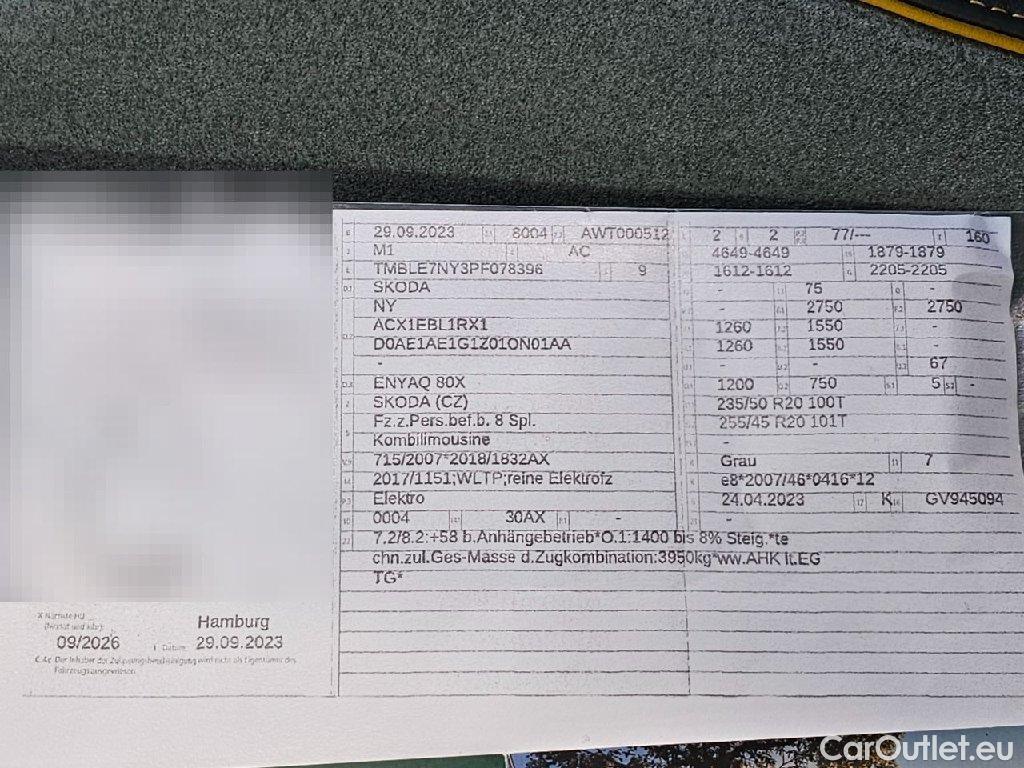 29.09.2023 8004 AWT000512
M1 AC
TMBLE7NY3PF078396 9
SKODA
NY
ACX1EBL1RX1
D0AE1AE1G1Z01ON01AA
-
ENYAQ 80X
SKODA (CZ)
Fz.z.Pers.bef.b. 8 Spl.
Kombilimousine
715/2007*2018/1832AX
2017/1151;WLTP;reine Elektrofz
Elektro
0004 30AX -
2 2 77/--- 160
4649-4649 1879-1879
1612-1612 2205-2205
- 75 -
- 2750 2750
1260 1550 -
1260 1550 -
- - 67
1200 750 5 -
235/50 R20 100T
255/45 R20 101T
-
Grau 7
e8*2007/46*0416*12
24.04.2023 K GV945094
-
7.2/8.2:+58 b.Anhängebetrieb*O.1:1400 bis 8% Steig.*te
chn.zul.Ges-Masse d.Zugkombination:3950kg*ww.AHK lt.EG
TG*
Hamburg
09/2026 Datum 29.09.2023
CarOutlet.eu